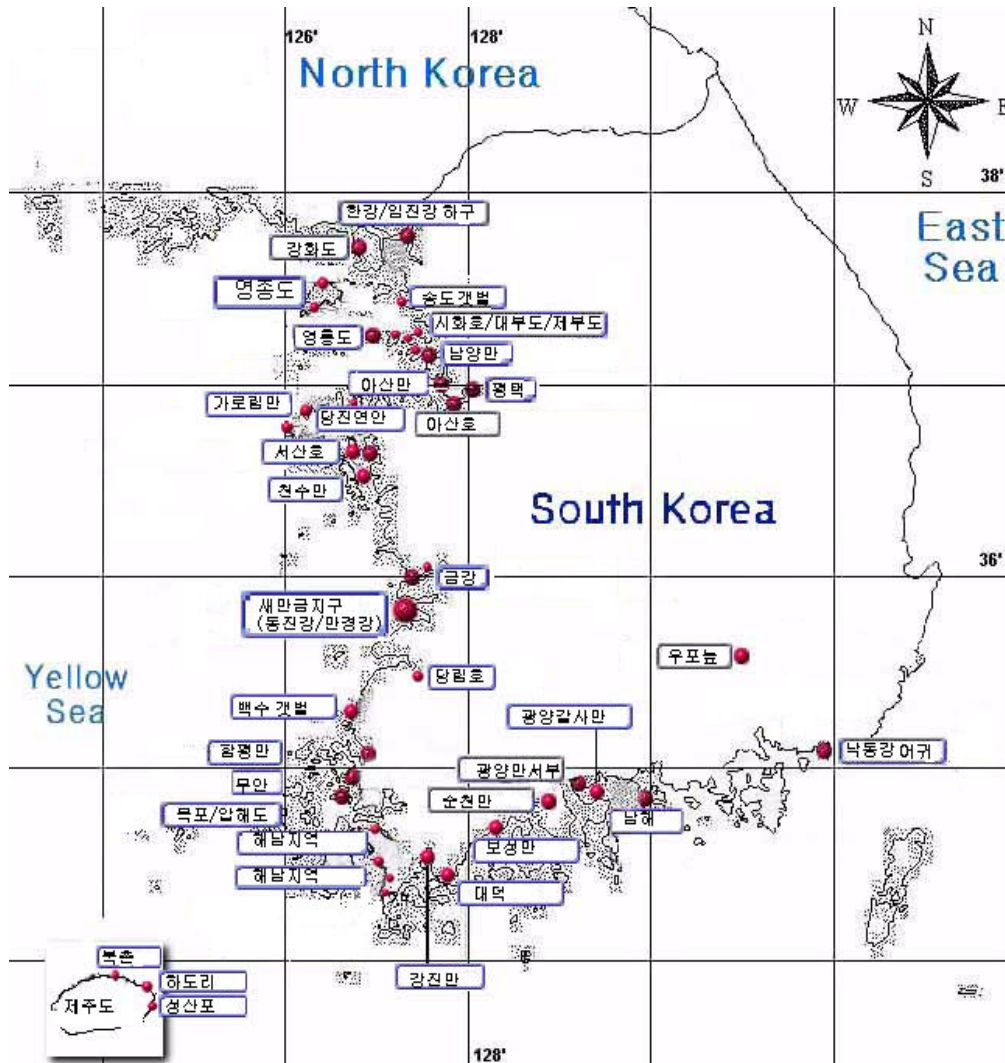 126' 128'
North Korea
N
W E
S
38'
East
Sea
한강/임진강 하구
강화도
영종도
송도갯벌
시화호/대부도/제부도
영흥도
남양만
아산만
평택
가로림만
당진연안
아산호
서산호
천수만
South Korea
36'
금강
새만금지구
(동진강/만경강)
우포늪
Yellow
Sea
당림호
백수 갯벌
광양갈사만
함평만
낙동강 어귀
무안
광양만서부
목포/압해도
순천만
남해
해남지역
보성만
해남지역
대덕
북촌
하도리
강진만
제주도
성산포
128'